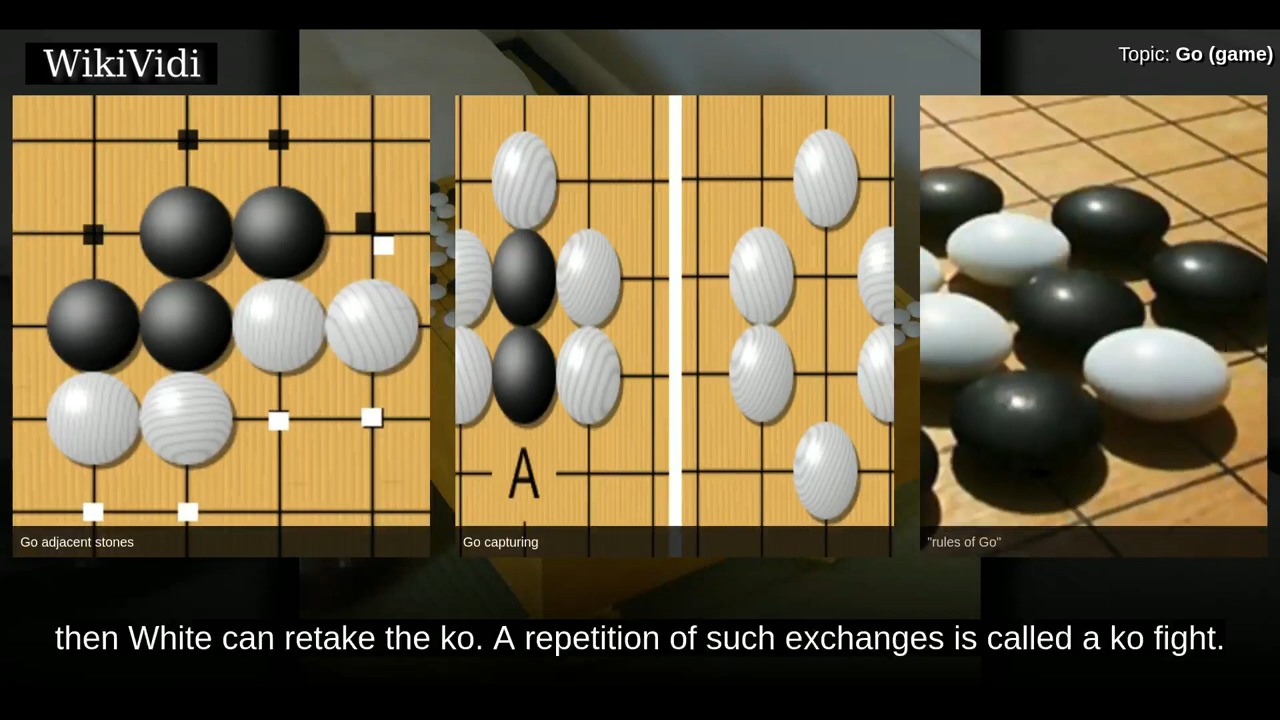 WikiVidi
Topic: Go (game)
A
Go adjacent stones
Go capturing
"rules of Go"
then White can retake the ko. A repetition of such exchanges is called a ko fight.